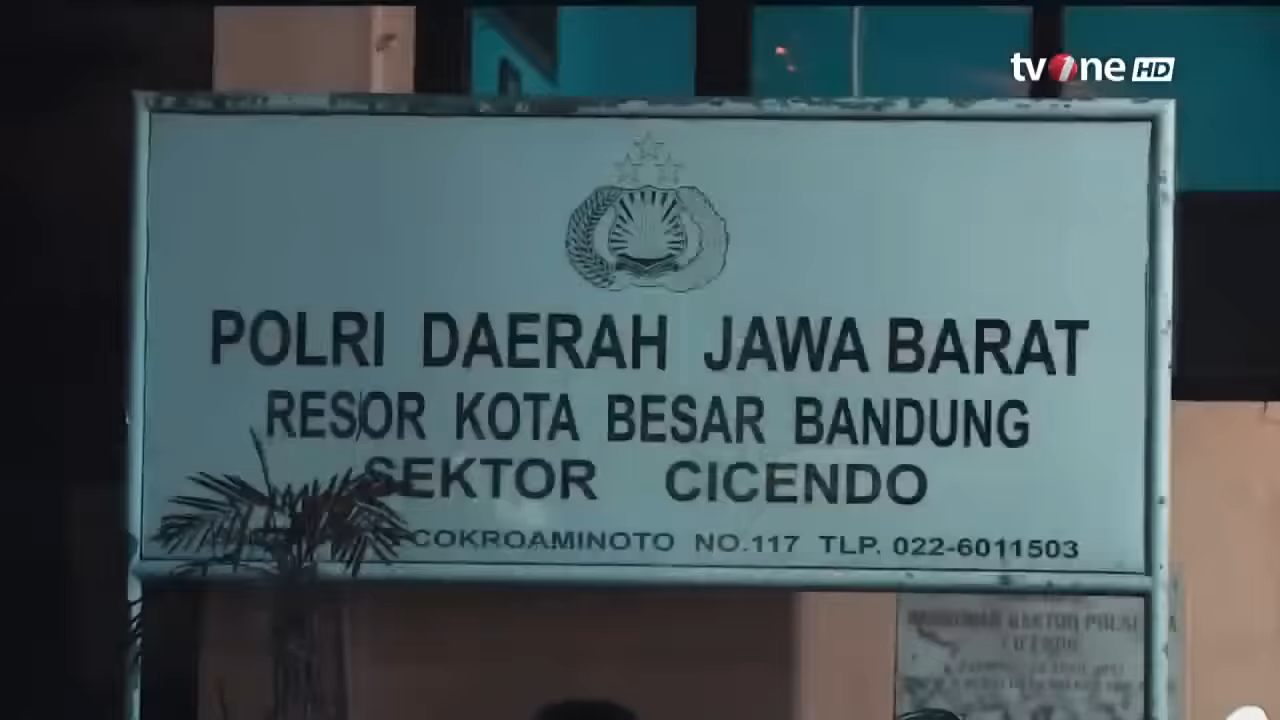 tvOne HD
POLRI DAERAH JAWA BARAT
RESOR KOTA BESAR BANDUNG
SEKTOR CICENDO
COKROAMINOTO NO.117 TLP. 022-6011503